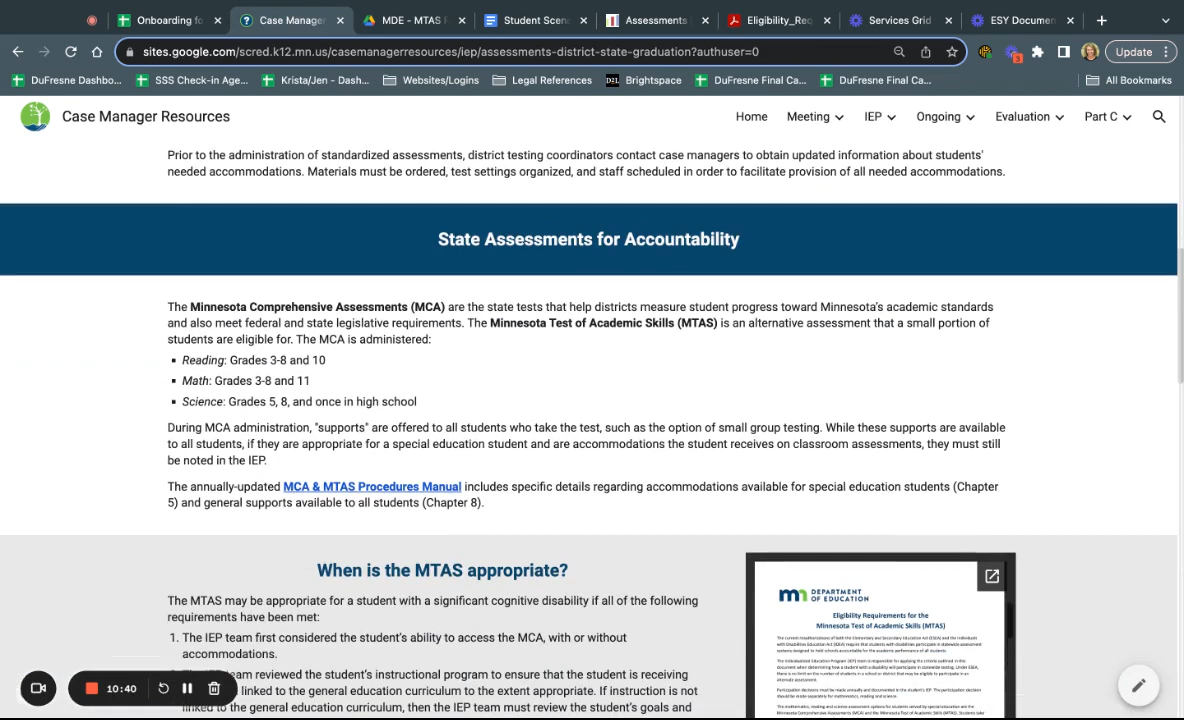 Onboarding fo
Case Manager
MDE - MTAS
Student Scen
Assessments
Eligibility_Req
Services Grid
ESY Documen
sites.google.com/scred.k12.mn.us/casemanagerresources/iep/assessments-district-state-graduation?authuser=0
3
Update
DuFresne Dashbo...
SSS Check-in Age...
Krista/Jen - Dash...
Websites/Logins
Legal References
D2L
Brightspace
DuFresne Final Ca...
DuFresne Final Ca...
All Bookmarks
Case Manager Resources
Home
Meeting
IEP
Ongoing
Evaluation
Part C
Prior to the administration of standardized assessments, district testing coordinators contact case managers to obtain updated information about students'
needed accommodations. Materials must be ordered, test settings organized, and staff scheduled in order to facilitate provision of all needed accommodations.
State Assessments for Accountability
The Minnesota Comprehensive Assessments (MCA) are the state tests that help districts measure student progress toward Minnesota's academic standards
and also meet federal and state legislative requirements. The Minnesota Test of Academic Skills (MTAS) is an alternative assessment that a small portion of
students are eligible for. The MCA is administered:
▪ Reading: Grades 3-8 and 10
▪ Math: Grades 3-8 and 11
▪ Science: Grades 5, 8, and once in high school
During MCA administration, "supports" are offered to all students who take the test, such as the option of small group testing. While these supports are available
to all students, if they are appropriate for a special education student and are accommodations the student receives on classroom assessments, they must still
be noted in the IEP.
The annually-updated MCA & MTAS Procedures Manual includes specific details regarding accommodations available for special education students (Chapter
5) and general supports available to all students (Chapter 8).
When is the MTAS appropriate?
The MTAS may be appropriate for a student with a significant cognitive disability if all of the following
requirements have been met:
1. The IEP team first considered the student's ability to access the MCA, with or without
accommodations.
am reviewed the student's instructional program to ensure that the student is receiving
linked to the general education curriculum to the extent appropriate. If instruction is not
to the general education curriculum, then the IEP team must review the student's goals and
10:40
DEPARTMENT
OF EDUCATION
Eligibility Requirements for the
Minnesota Test of Academic Skills (MTAS)